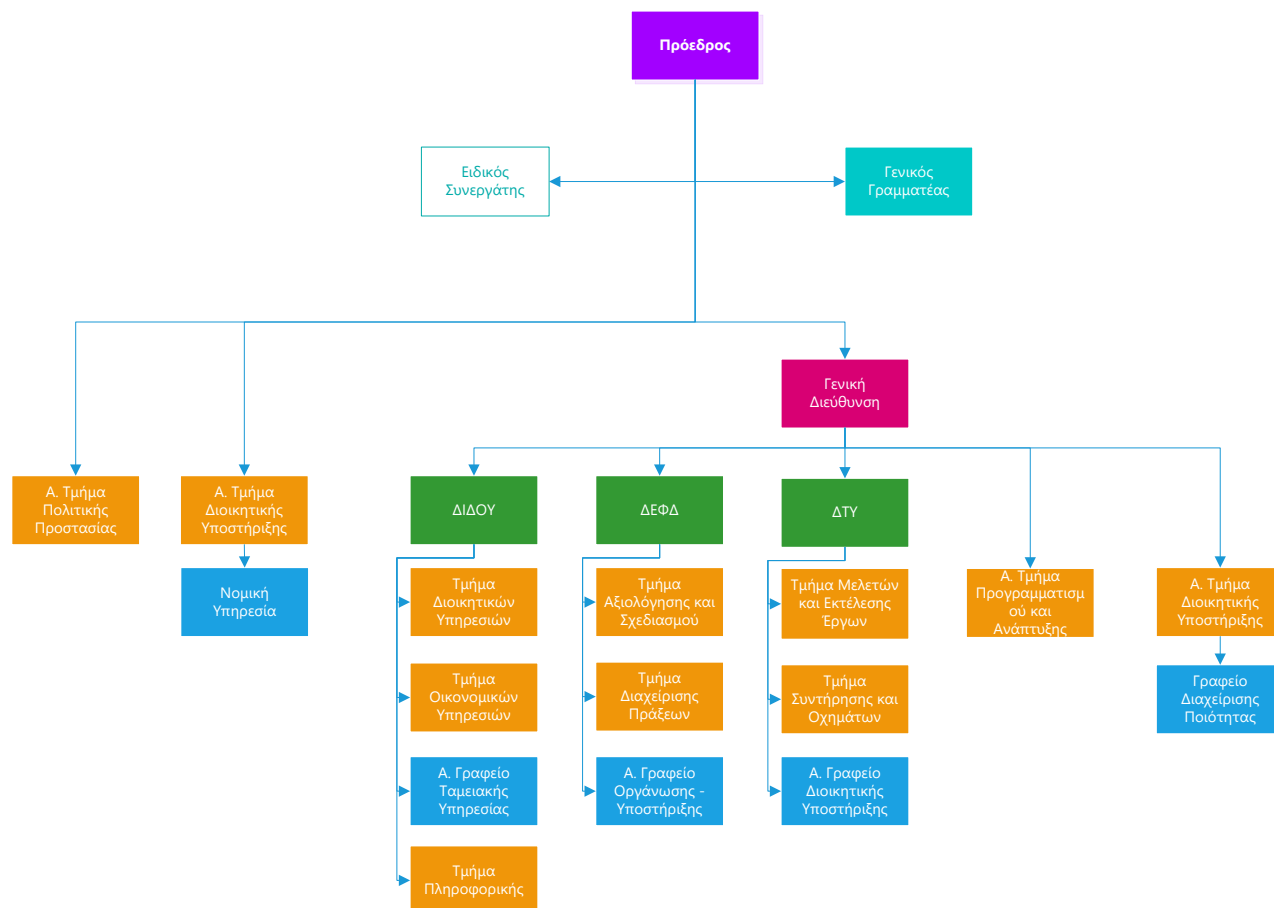 Πρόεδρος
Ειδικός
Συνεργάτης
Γενικός
Γραμματέας
Γενική
Διεύθυνση
Α. Τμήμα
Πολιτικής
Προστασίας
Α. Τμήμα
Διοικητικής
Υποστήριξης
Νομική
Υπηρεσία
ΔΙΔΟΥ
Τμήμα
Διοικητικών
Υπηρεσιών
Τμήμα
Οικονομικών
Υπηρεσιών
Α. Γραφείο
Ταμειακής
Υπηρεσίας
Τμήμα
Πληροφορικής
ΔΕΦΔ
Τμήμα
Αξιολόγησης και
Σχεδιασμού
Τμήμα
Διαχείρισης
Πράξεων
Α. Γραφείο
Οργάνωσης -
Υποστήριξης
ΔΤΥ
Τμήμα Μελετών
και Εκτέλεσης
Έργων
Τμήμα
Συντήρησης και
Οχημάτων
Α. Γραφείο
Διοικητικής
Υποστήριξης
Α. Τμήμα
Προγραμματισμ
ού και
Ανάπτυξης
Α. Τμήμα
Διοικητικής
Υποστήριξης
Γραφείο
Διαχείρισης
Ποιότητας